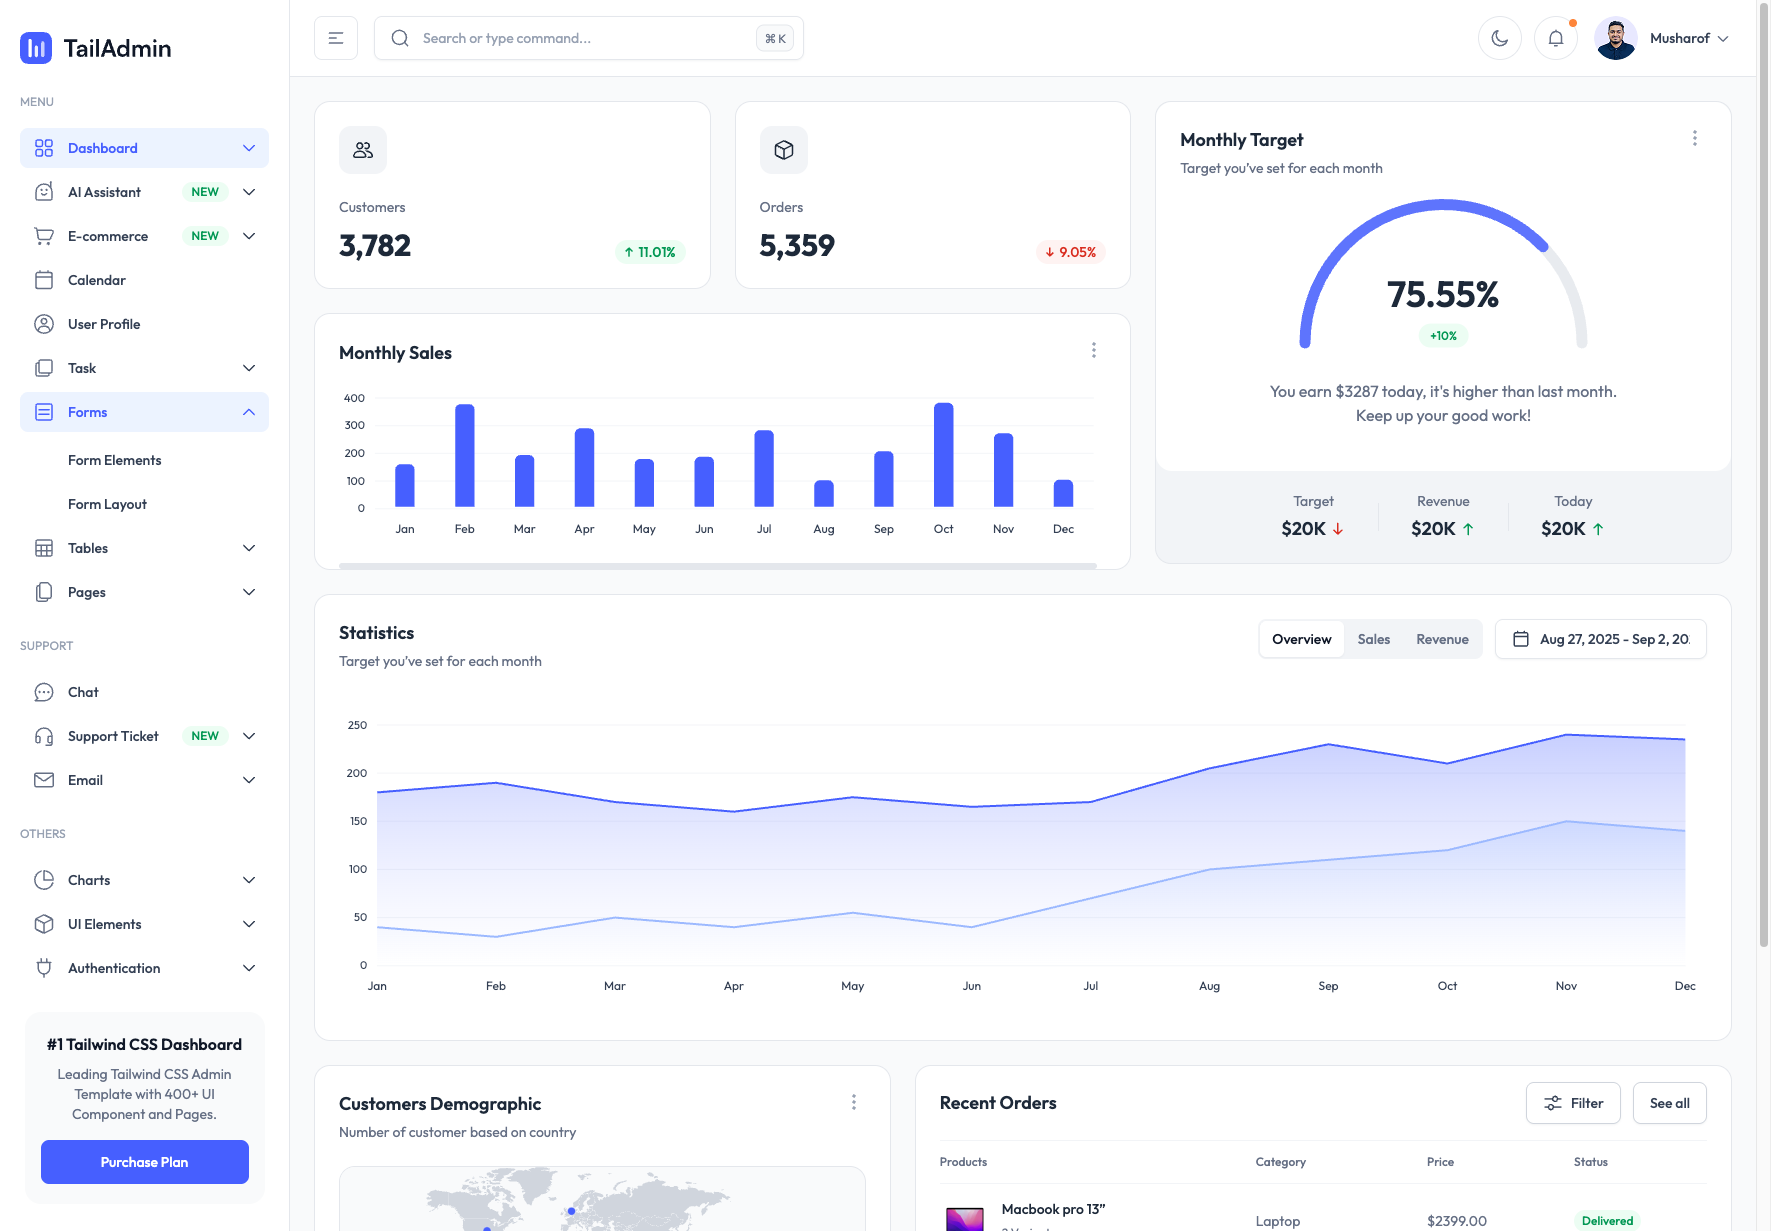 TailAdmin
MENU
Dashboard
AI Assistant NEW
E-commerce NEW
Calendar
User Profile
Task
Forms
Form Elements
Form Layout
Tables
Pages
SUPPORT
Chat
Support Ticket NEW
Email
OTHERS
Charts
UI Elements
Authentication
#1 Tailwind CSS Dashboard
Leading Tailwind CSS Admin
Template with 400+ UI
Component and Pages.
Purchase Plan
Search or type command...
⌘ K
Musharof
Customers
3,782
↑ 11.01%
Orders
5,359
↓ 9.05%
Monthly Sales
400
300
200
100
0
Jan Feb Mar Apr May Jun Jul Aug Sep Oct Nov Dec
Monthly Target
Target you've set for each month
75.55%
+10%
You earn $3287 today, it's higher than last month.
Keep up your good work!
Target Revenue Today
$20K ↓ $20K ↑ $20K ↑
Statistics
Target you've set for each month
Overview Sales Revenue
Aug 27, 2025 - Sep 2, 20
250
200
150
100
50
0
Jan Feb Mar Apr May Jun Jul Aug Sep Oct Nov Dec
Customers Demographic
Number of customer based on country
Recent Orders
Filter
See all
Products Category Price Status
Macbook pro 13”
Laptop $2399.00 Delivered